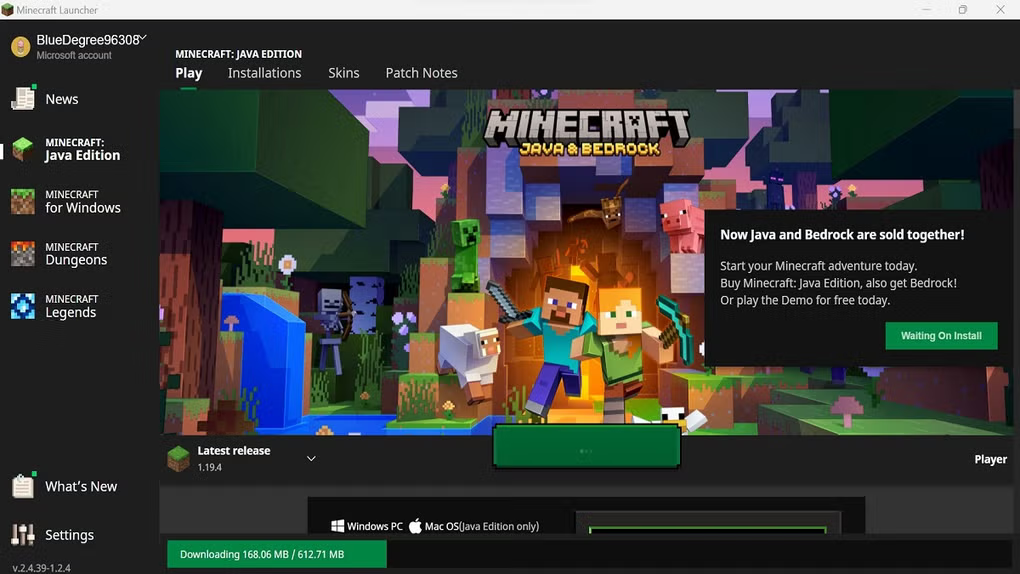 Minecraft Launcher
BlueDegree96308
Microsoft account
News
MINECRAFT:
Java Edition
MINECRAFT
for Windows
MINECRAFT
Dungeons
MINECRAFT
Legends
What's New
Settings
v.2.4.39-1.2.4
MINECRAFT: JAVA EDITION
Play Installations Skins Patch Notes
MINECRAFT
JAVA & BEDROCK
Now Java and Bedrock are sold together!
Start your Minecraft adventure today.
Buy Minecraft: Java Edition, also get Bedrock!
Or play the Demo for free today.
Waiting On Install
Latest release
1.19.4
Player
Windows PC Mac OS(Java Edition only)
Downloading 168.06 MB / 612.71 MB